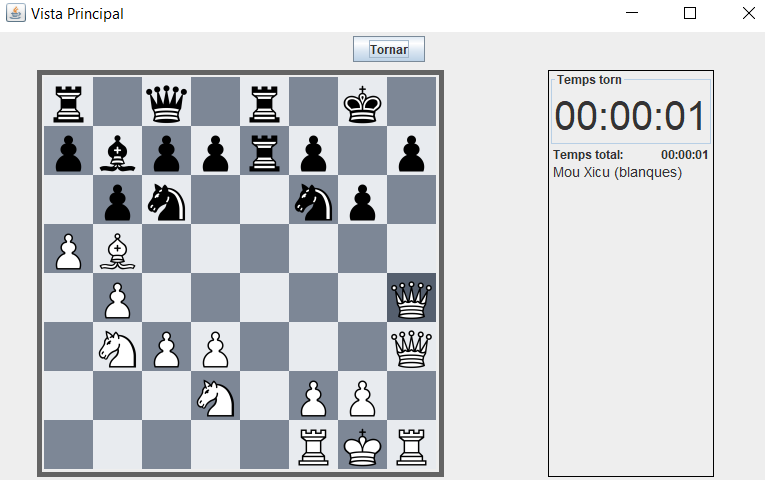 Vista Principal
Tornar
Temps torn
00:00:01
Temps total: 00:00:01
Mou Xicu (blanques)